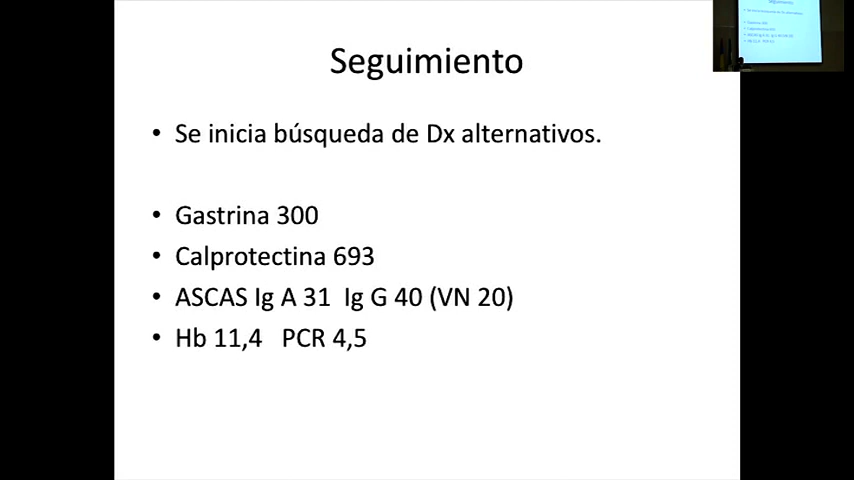 Seguimiento
• Se inicia búsqueda de Dx alternativos.
• Gastrina 300
• Calprotectina 693
• ASCAS Ig A 31 Ig G 40 (VN 20)
• Hb 11,4 PCR 4,5